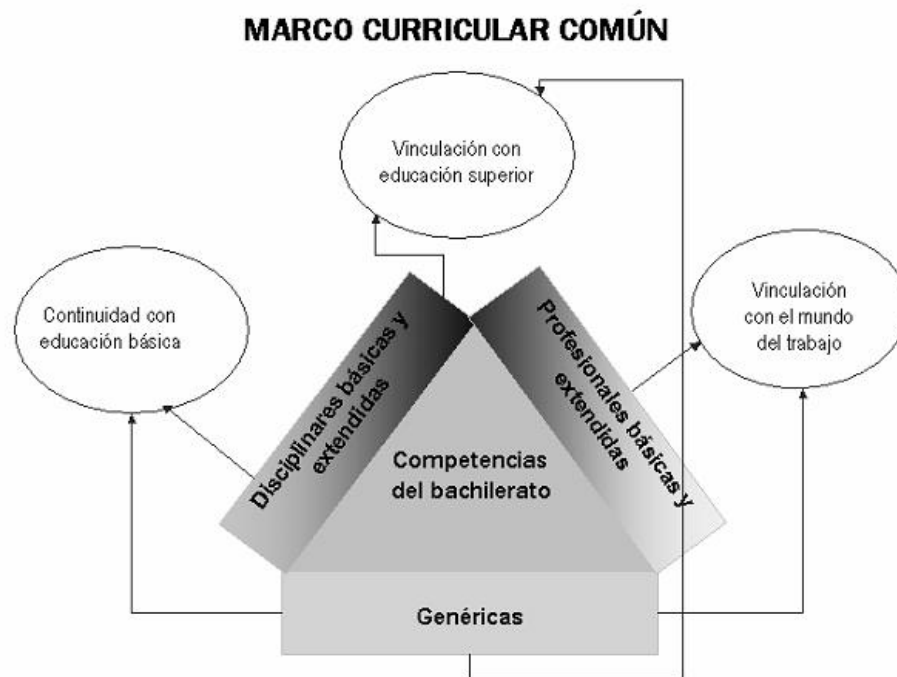 MARCO CURRICULAR COMÚN
Vinculación con
educación superior
Continuidad con
educación básica
Vinculación
con el mundo
del trabajo
Disciplinares básicas y
extendidas
Profesionales básicas y
extendidas
Competencias
del bachilerato
Genéricas